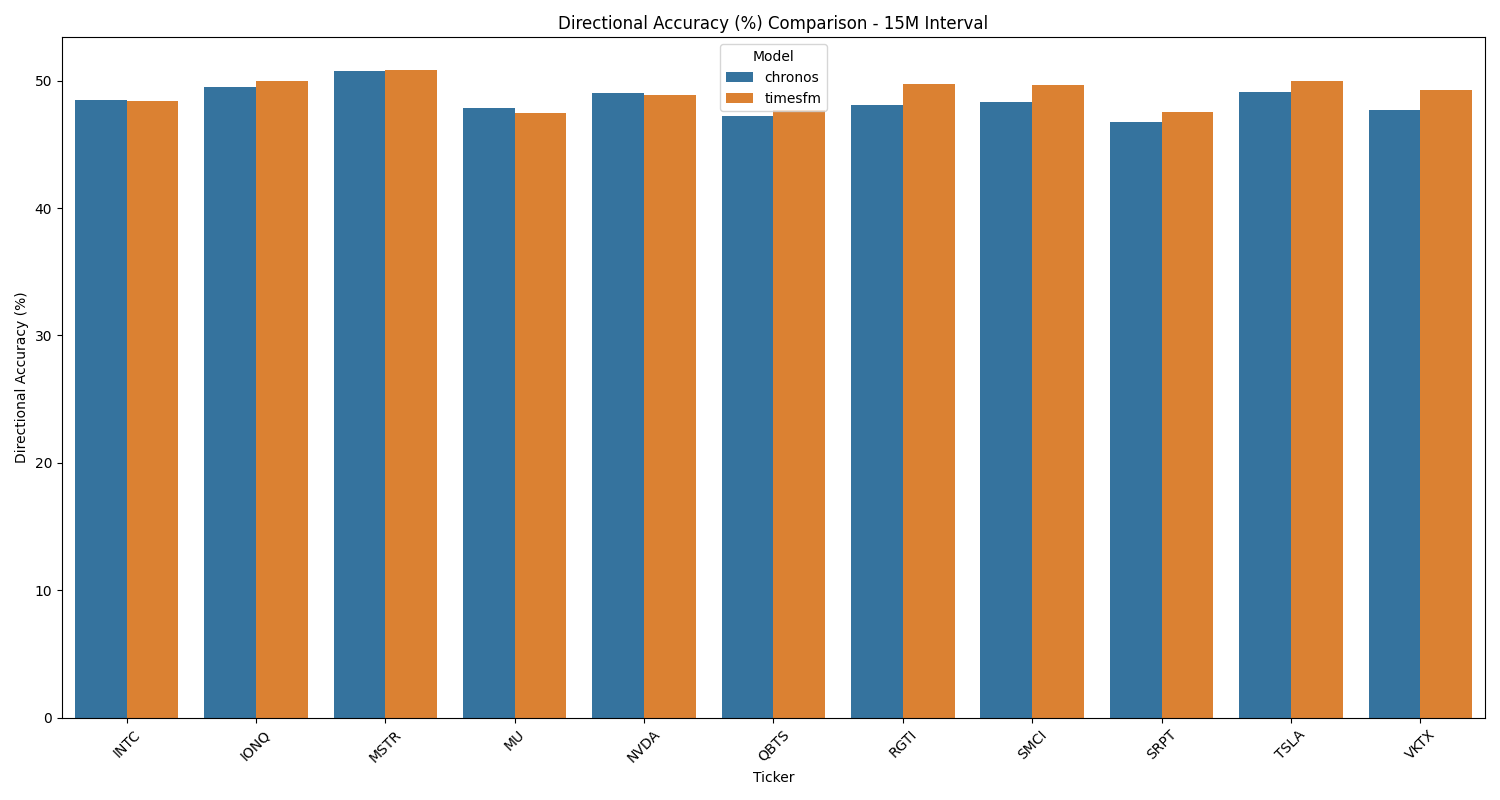 Directional Accuracy (%) Comparison - 15M Interval
Model
chronos
timesfm
Directional Accuracy (%)
50
40
30
20
10
0
INTC
IONQ
MSTR
MU
NVDA
QBTS
RGTI
SMCI
SRPT
TSLA
VKTX
Ticker